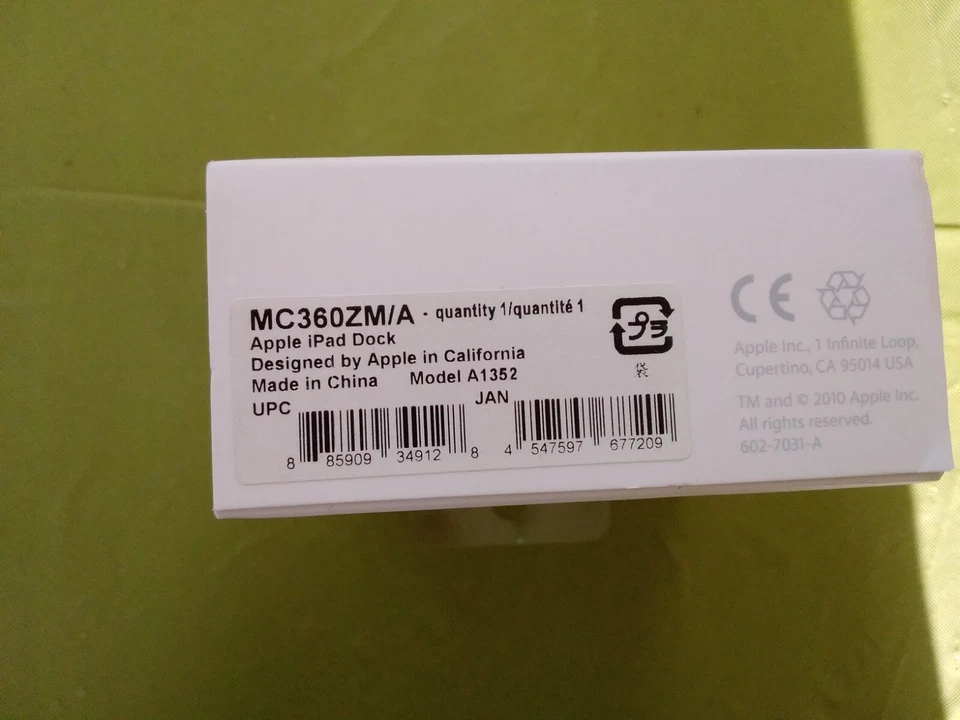 MC360ZM/A - quantity 1/quantité 1
Apple iPad Dock
Designed by Apple in California
Made in China Model A1352
UPC JAN
8 85909 34912 8 4 547597 677209
プラ
袋
CE
Apple Inc., 1 Infinite Loop,
Cupertino, CA 95014 USA
TM and © 2010 Apple Inc.
All rights reserved.
602-7031-A